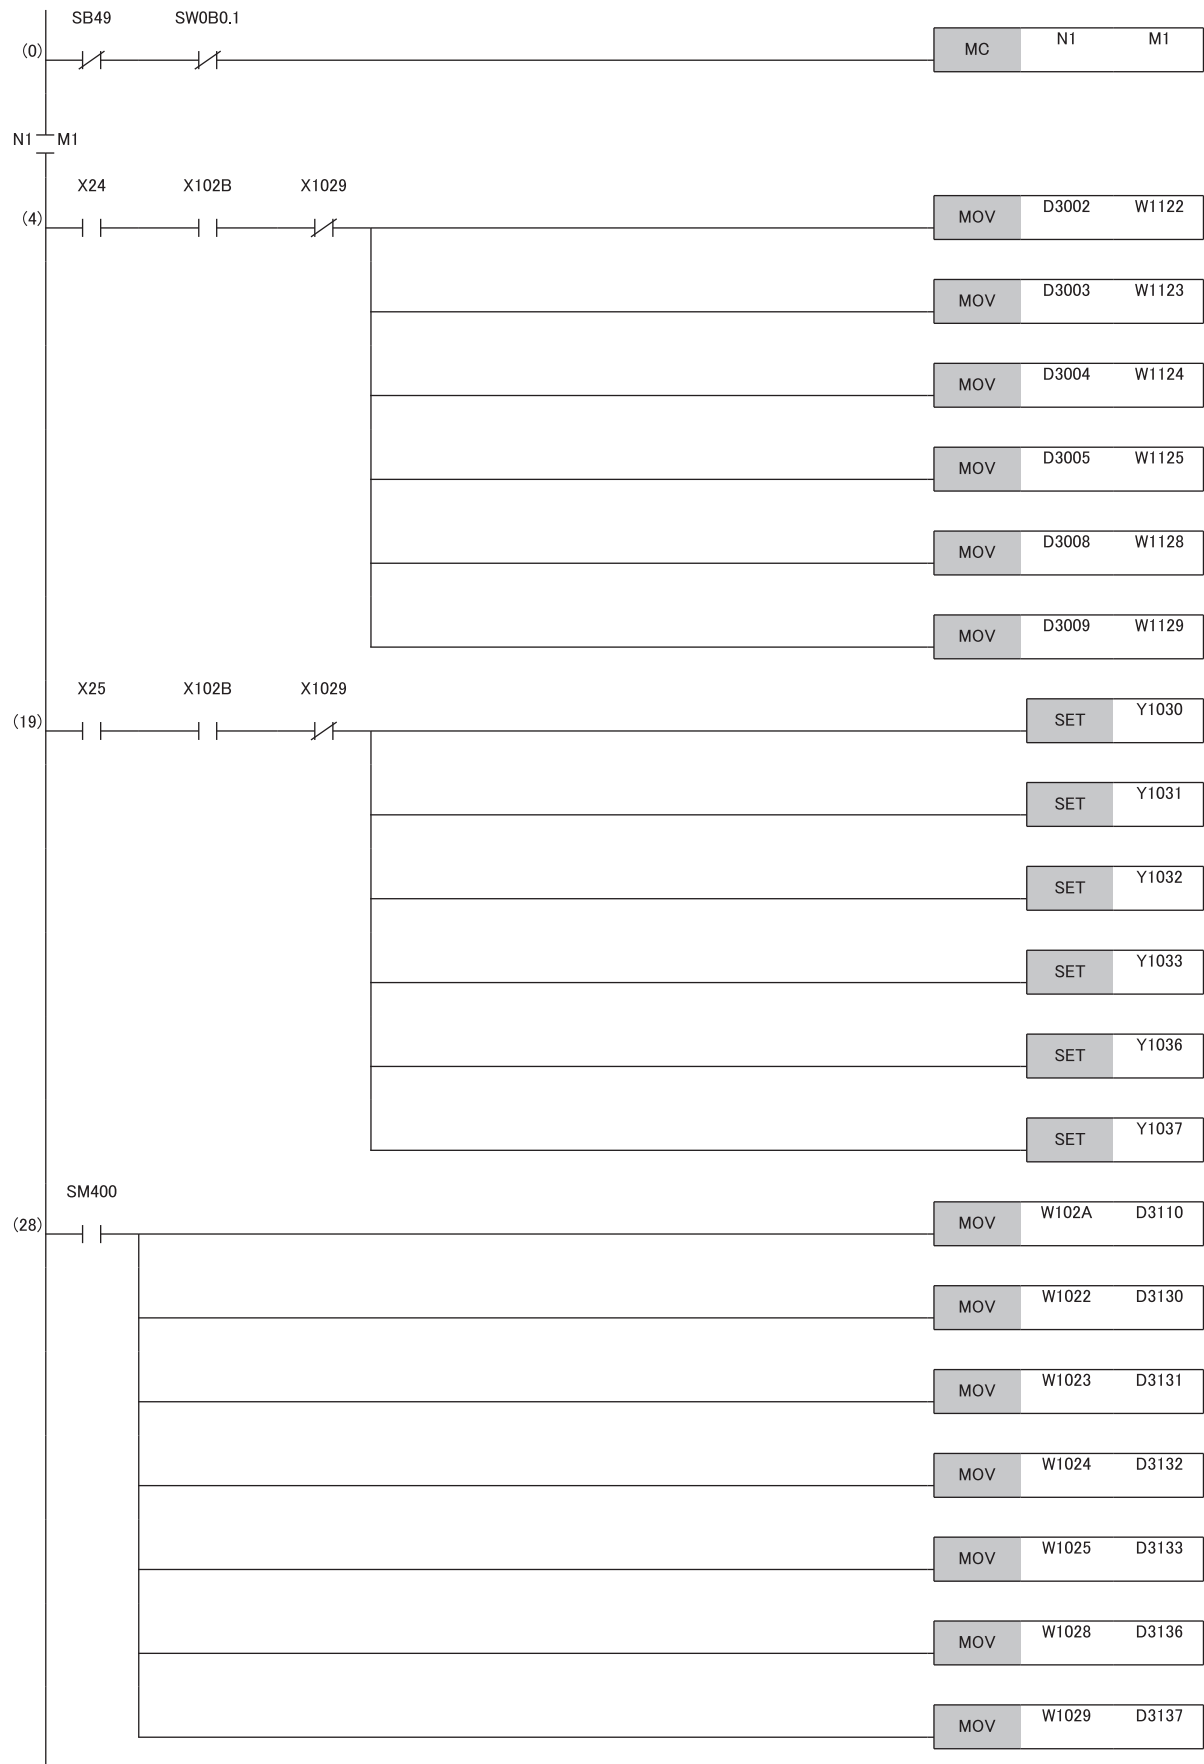 SB49 SW0B0.1
(0) MC N1 M1
N1 M1
X24 X102B X1029
(4) MOV D3002 W1122
MOV D3003 W1123
MOV D3004 W1124
MOV D3005 W1125
MOV D3008 W1128
MOV D3009 W1129
X25 X102B X1029
(19) SET Y1030
SET Y1031
SET Y1032
SET Y1033
SET Y1036
SET Y1037
SM400
(28) MOV W102A D3110
MOV W1022 D3130
MOV W1023 D3131
MOV W1024 D3132
MOV W1025 D3133
MOV W1028 D3136
MOV W1029 D3137